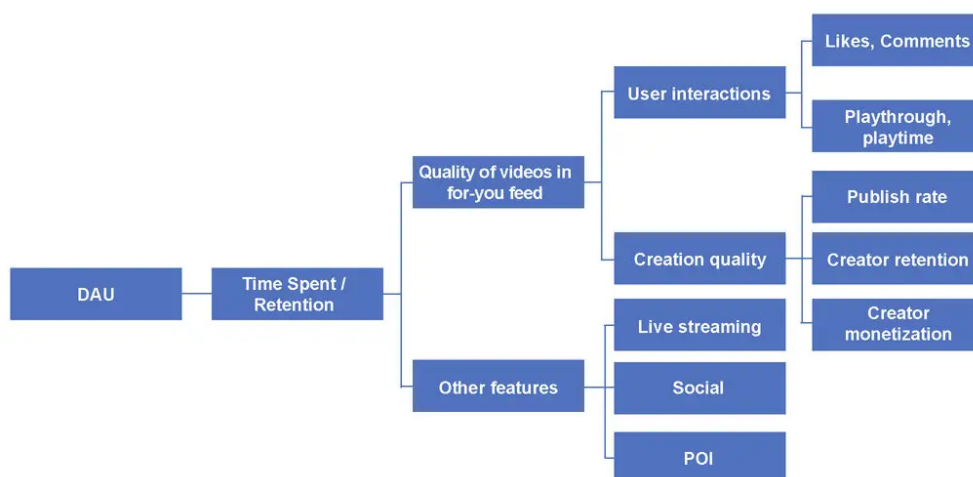 DAU
Time Spent /
Retention
Quality of videos in
for-you feed
User interactions
Likes, Comments
Playthrough,
playtime
Creation quality
Publish rate
Creator retention
Creator
monetization
Other features
Live streaming
Social
POI